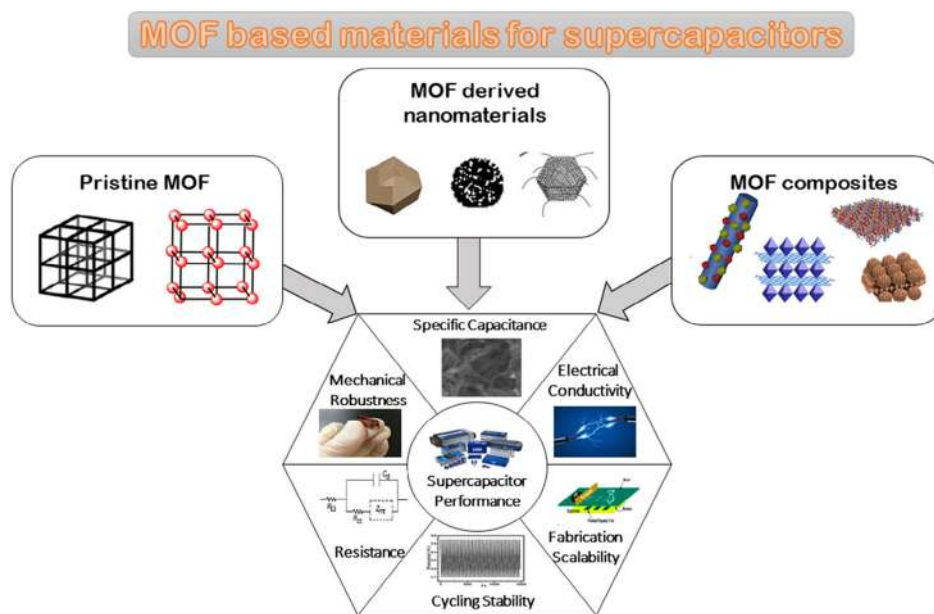 MOF based materials for supercapacitors
MOF derived
nanomaterials
Pristine MOF
MOF composites
Specific Capacitance
Mechanical
Robustness
Electrical
Conductivity
Supercapacitor
Performance
Resistance
Fabrication
Scalability
Cycling Stability